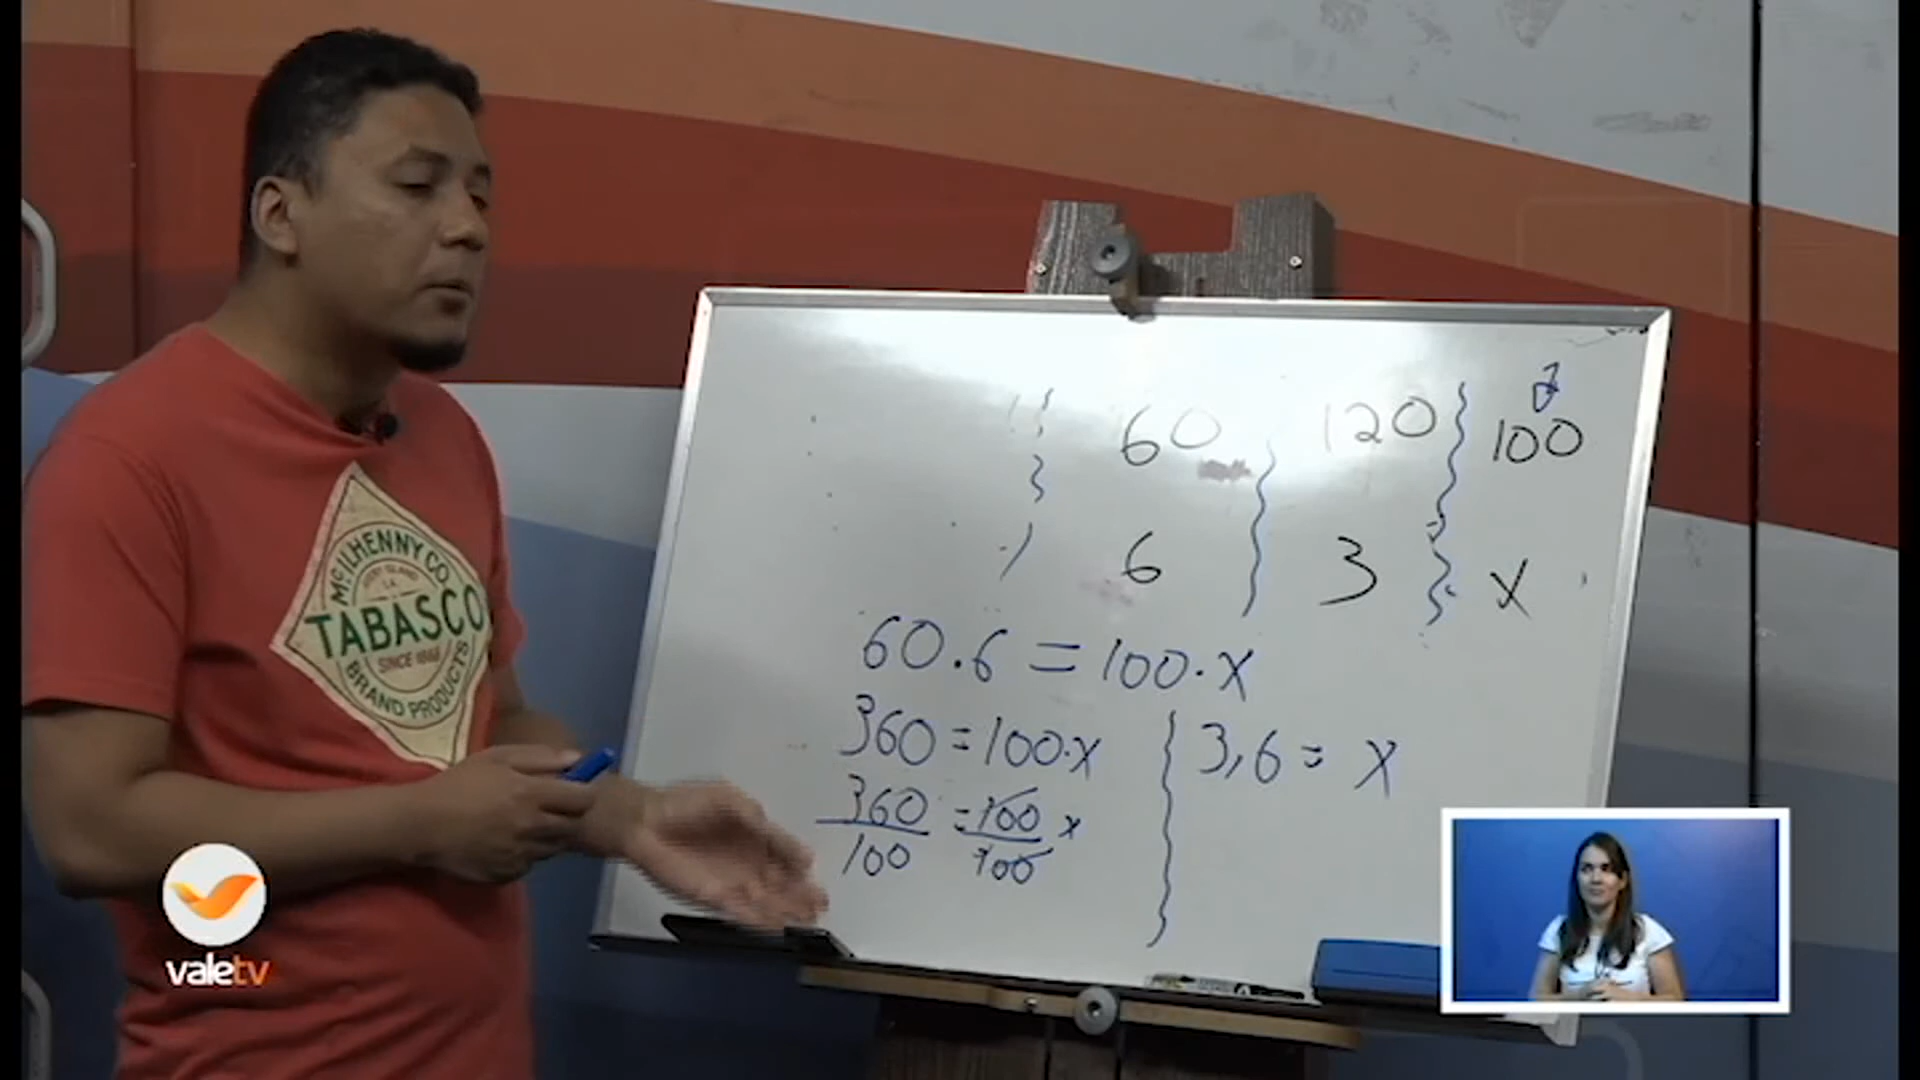 60 120 100
6 3 x
60.6 = 100.x
360 = 100.x
3,6 = x
360/100 = 100/100 x
McILHENNY CO.
TABASCO
SINCE 1868
BRAND PRODUCTS
valetv